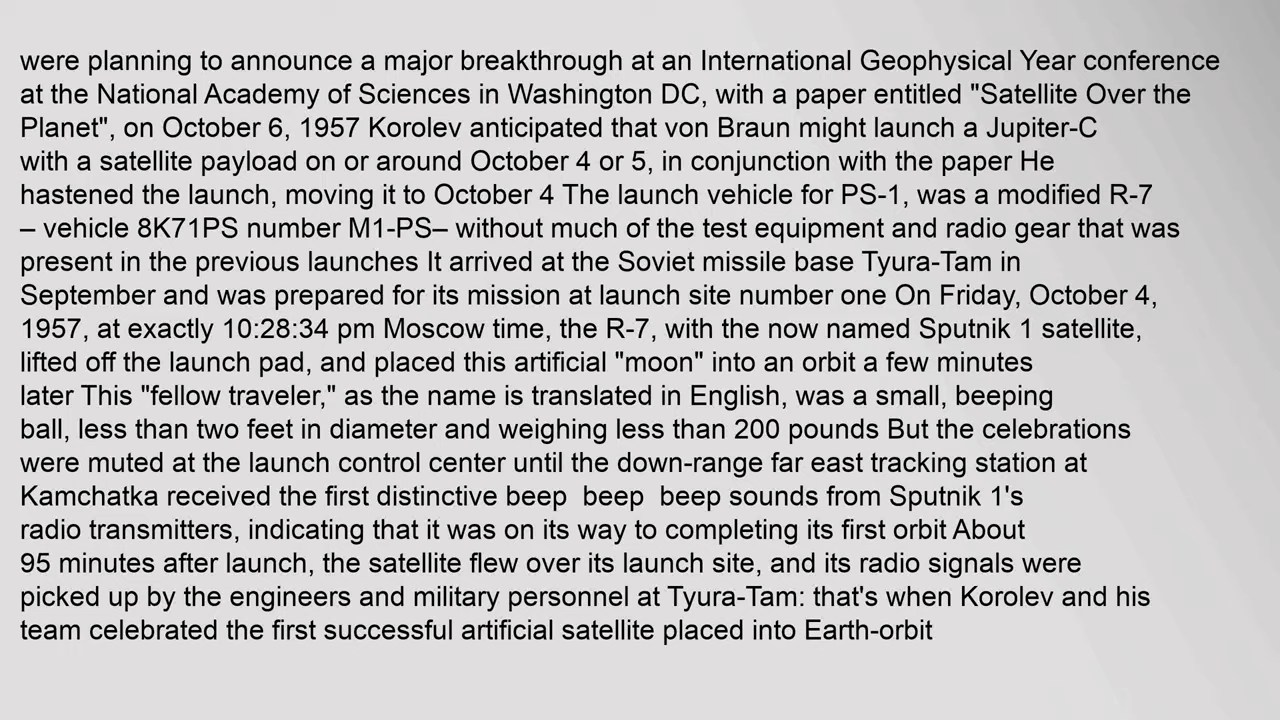 were planning to announce a major breakthrough at an International Geophysical Year conference
at the National Academy of Sciences in Washington DC, with a paper entitled "Satellite Over the
Planet", on October 6, 1957 Korolev anticipated that von Braun might launch a Jupiter-C
with a satellite payload on or around October 4 or 5, in conjunction with the paper He
hastened the launch, moving it to October 4 The launch vehicle for PS-1, was a modified R-7
– vehicle 8K71PS number M1-PS– without much of the test equipment and radio gear that was
present in the previous launches It arrived at the Soviet missile base Tyura-Tam in
September and was prepared for its mission at launch site number one On Friday, October 4,
1957, at exactly 10:28:34 pm Moscow time, the R-7, with the now named Sputnik 1 satellite,
lifted off the launch pad, and placed this artificial "moon" into an orbit a few minutes
later This "fellow traveler," as the name is translated in English, was a small, beeping
ball, less than two feet in diameter and weighing less than 200 pounds But the celebrations
were muted at the launch control center until the down-range far east tracking station at
Kamchatka received the first distinctive beep  beep  beep sounds from Sputnik 1's
radio transmitters, indicating that it was on its way to completing its first orbit About
95 minutes after launch, the satellite flew over its launch site, and its radio signals were
picked up by the engineers and military personnel at Tyura-Tam: that's when Korolev and his
team celebrated the first successful artificial satellite placed into Earth-orbit